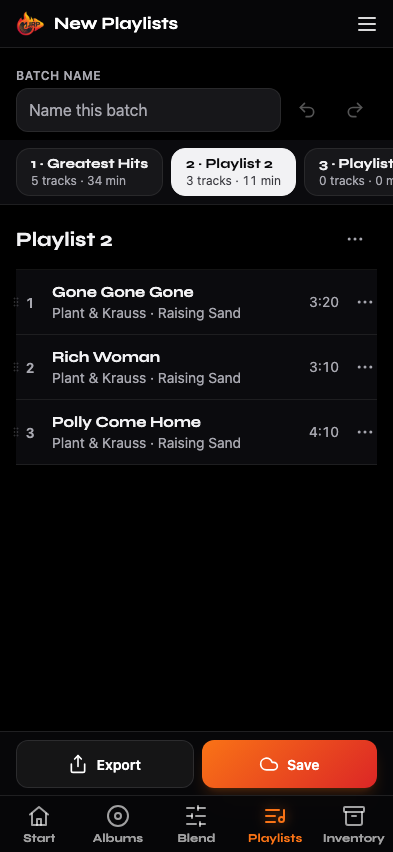 New Playlists
BATCH NAME
Name this batch
1 · Greatest Hits
5 tracks · 34 min
2 · Playlist 2
3 tracks · 11 min
3 · Playlist
0 tracks · 0 m
Playlist 2
1
Gone Gone Gone
Plant & Krauss · Raising Sand
3:20
2
Rich Woman
Plant & Krauss · Raising Sand
3:10
3
Polly Come Home
Plant & Krauss · Raising Sand
4:10
Export
Save
Start
Albums
Blend
Playlists
Inventory